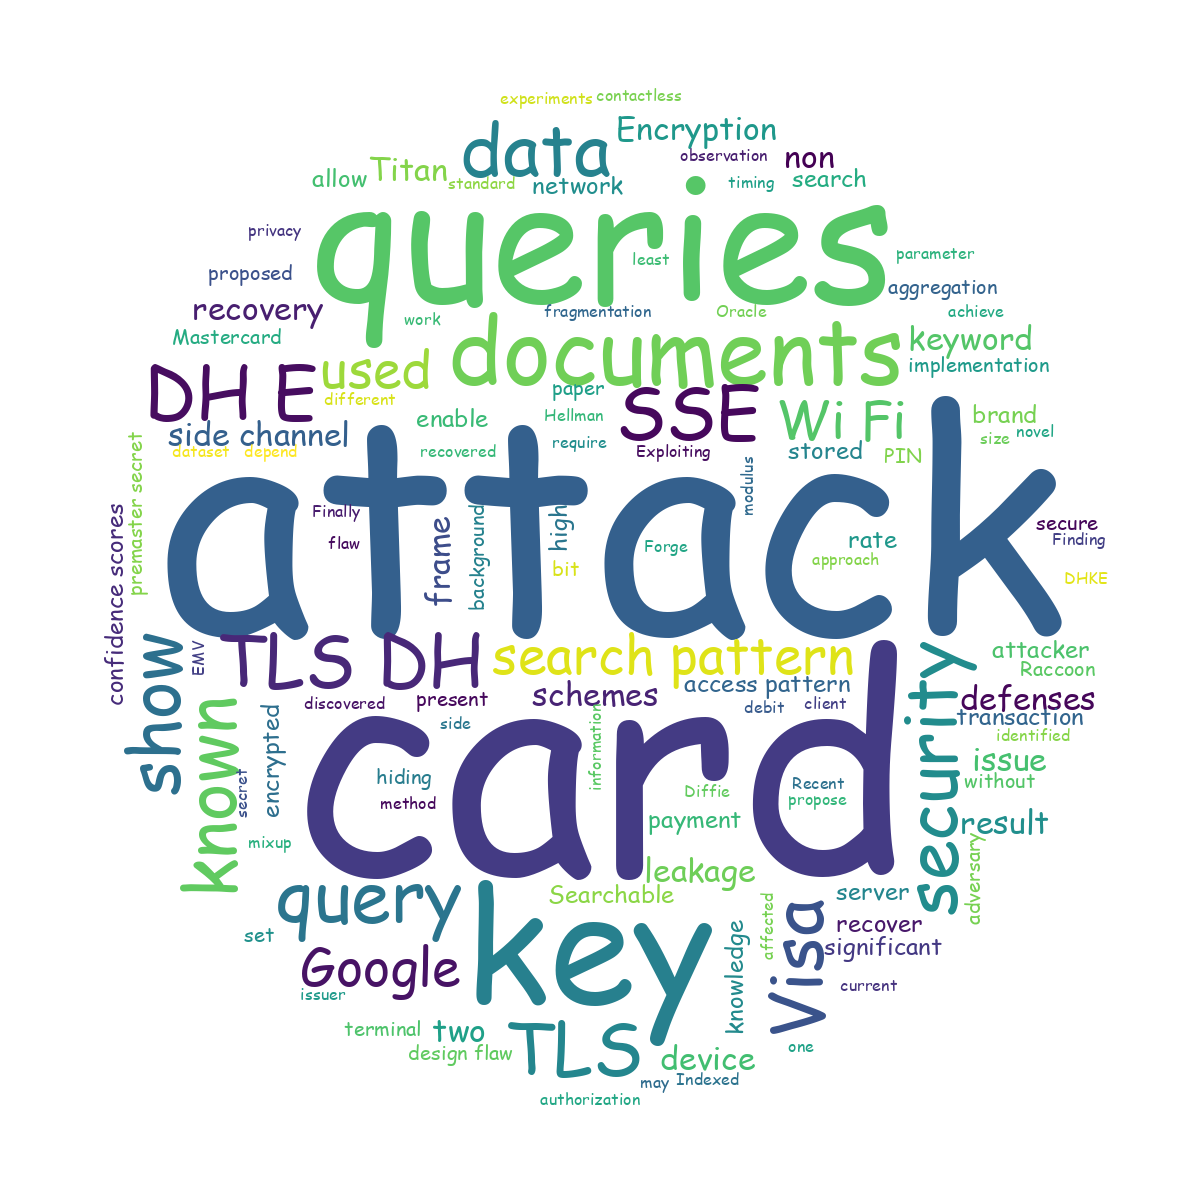 experiments
contactless
data
Encryption
observation
non
allow
Titan
standard
network
timing
search
queries
privacy
least
parameter
proposed
aggregation
recovery
work
fragmentation
Oracle
achieve
Mastercard
documents
keyword
implementation
DH E
used
different
paper
SSE
Wi Fi
brand
enable
Hellman
size
novel
side channel
require
stored
PIN
dataset
depend
recovered
Exploiting
premaster secret
attack
modulus
confidence scores
Finally
flaw
frame
background
high
bit
Forge
rate
approach
secure
Finding
DHKE
show
EMV
TLS DH
search pattern
attacker
Raccoon
security
schemes
access pattern
defenses
discovered
present
debit
client
transaction
known
encrypted
side
information
identified
card
secret
hiding
method
Diffie
Recent
propose
issue
without
mixup
payment
result
leakage
adversary
query
key
Searchable
affected
server
set
Google
knowledge
Visa
recover
significant
issuer
current
terminal
two
TLS
design flaw
device
one
may
Indexed
authorization